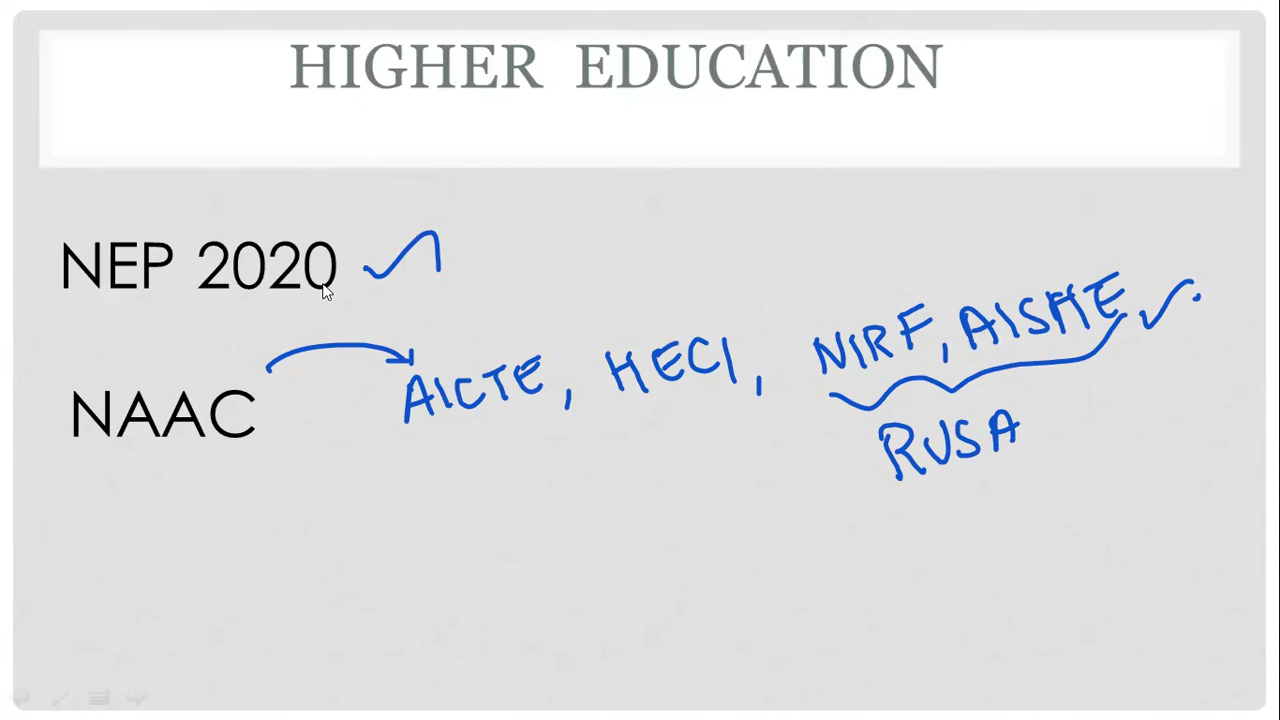 HIGHER EDUCATION
NEP 2020
NAAC AICTE, HECI, NIRF, AISHE
RUSA